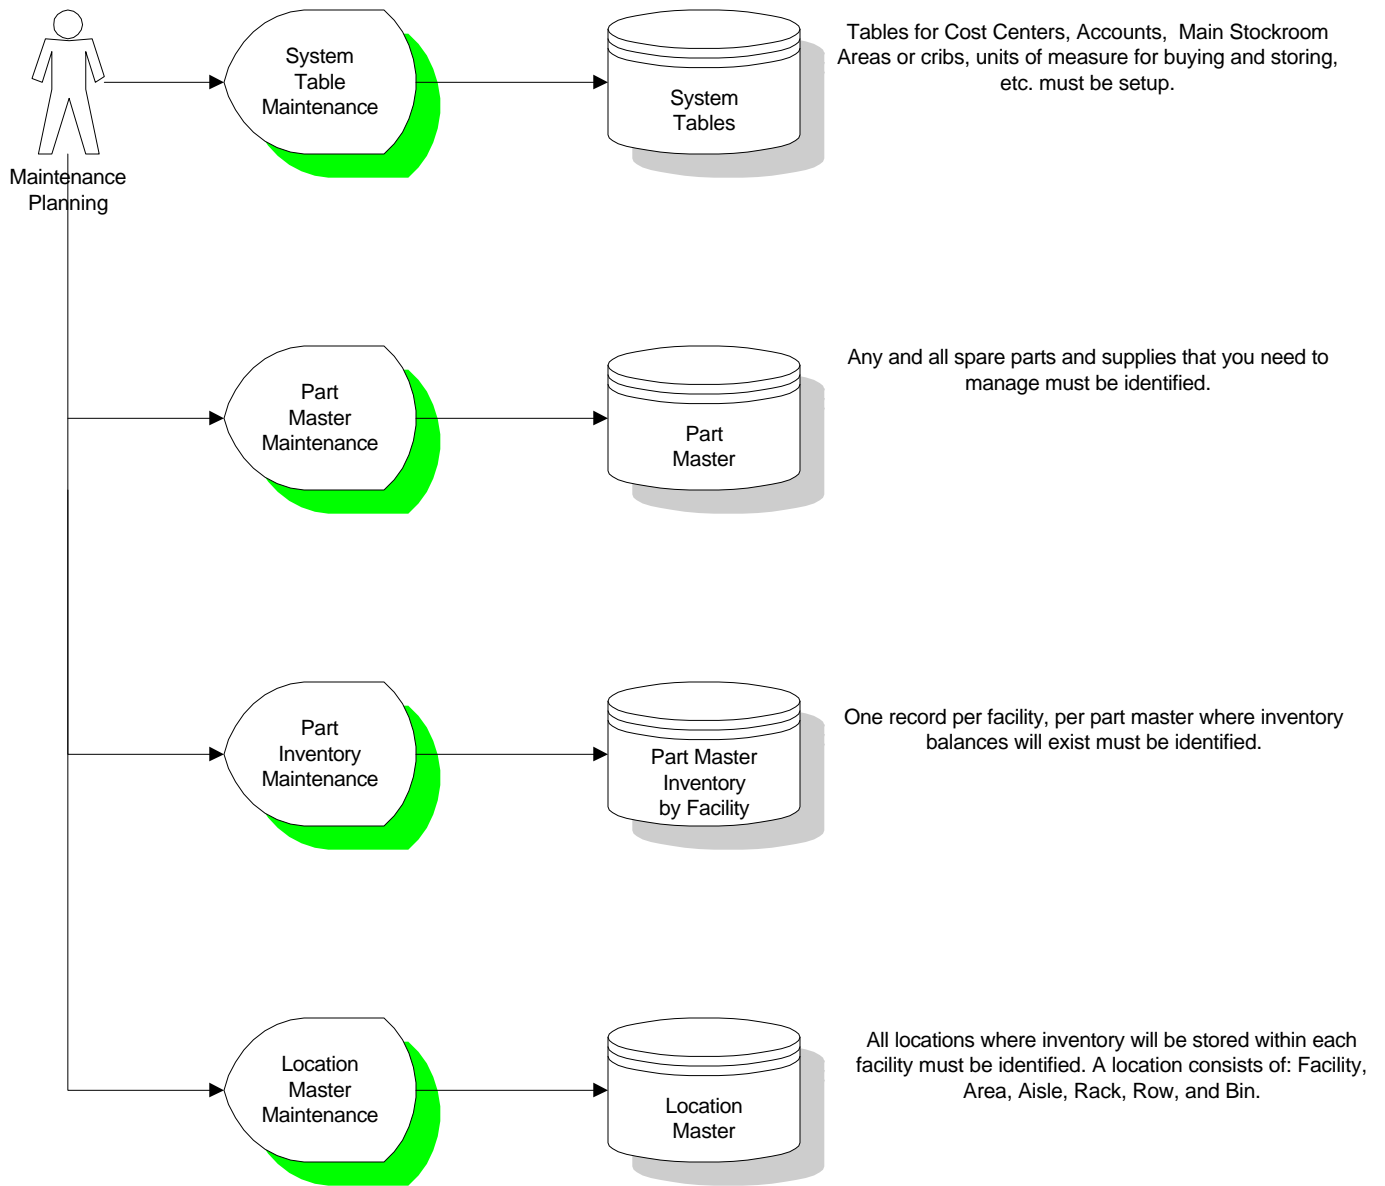 System
Table
Maintenance
System
Tables
Tables for Cost Centers, Accounts,  Main Stockroom
Areas or cribs, units of measure for buying and storing,
etc. must be setup.
Maintenance
Planning
Part
Master
Maintenance
Part
Master
Any and all spare parts and supplies that you need to
manage must be identified.
Part
Inventory
Maintenance
Part Master
Inventory
by Facility
One record per facility, per part master where inventory
balances will exist must be identified.
Location
Master
Maintenance
Location
Master
All locations where inventory will be stored within each
facility must be identified. A location consists of: Facility,
Area, Aisle, Rack, Row, and Bin.